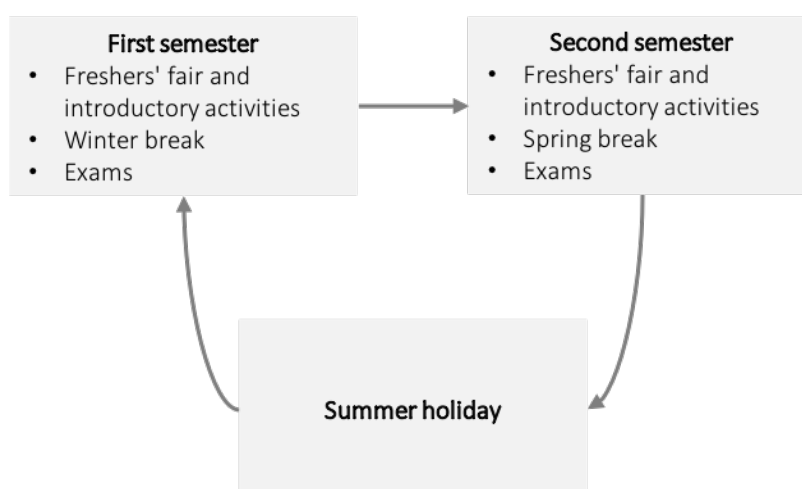 First semester
• Freshers' fair and
introductory activities
• Winter break
• Exams
Second semester
• Freshers' fair and
introductory activities
• Spring break
• Exams
Summer holiday